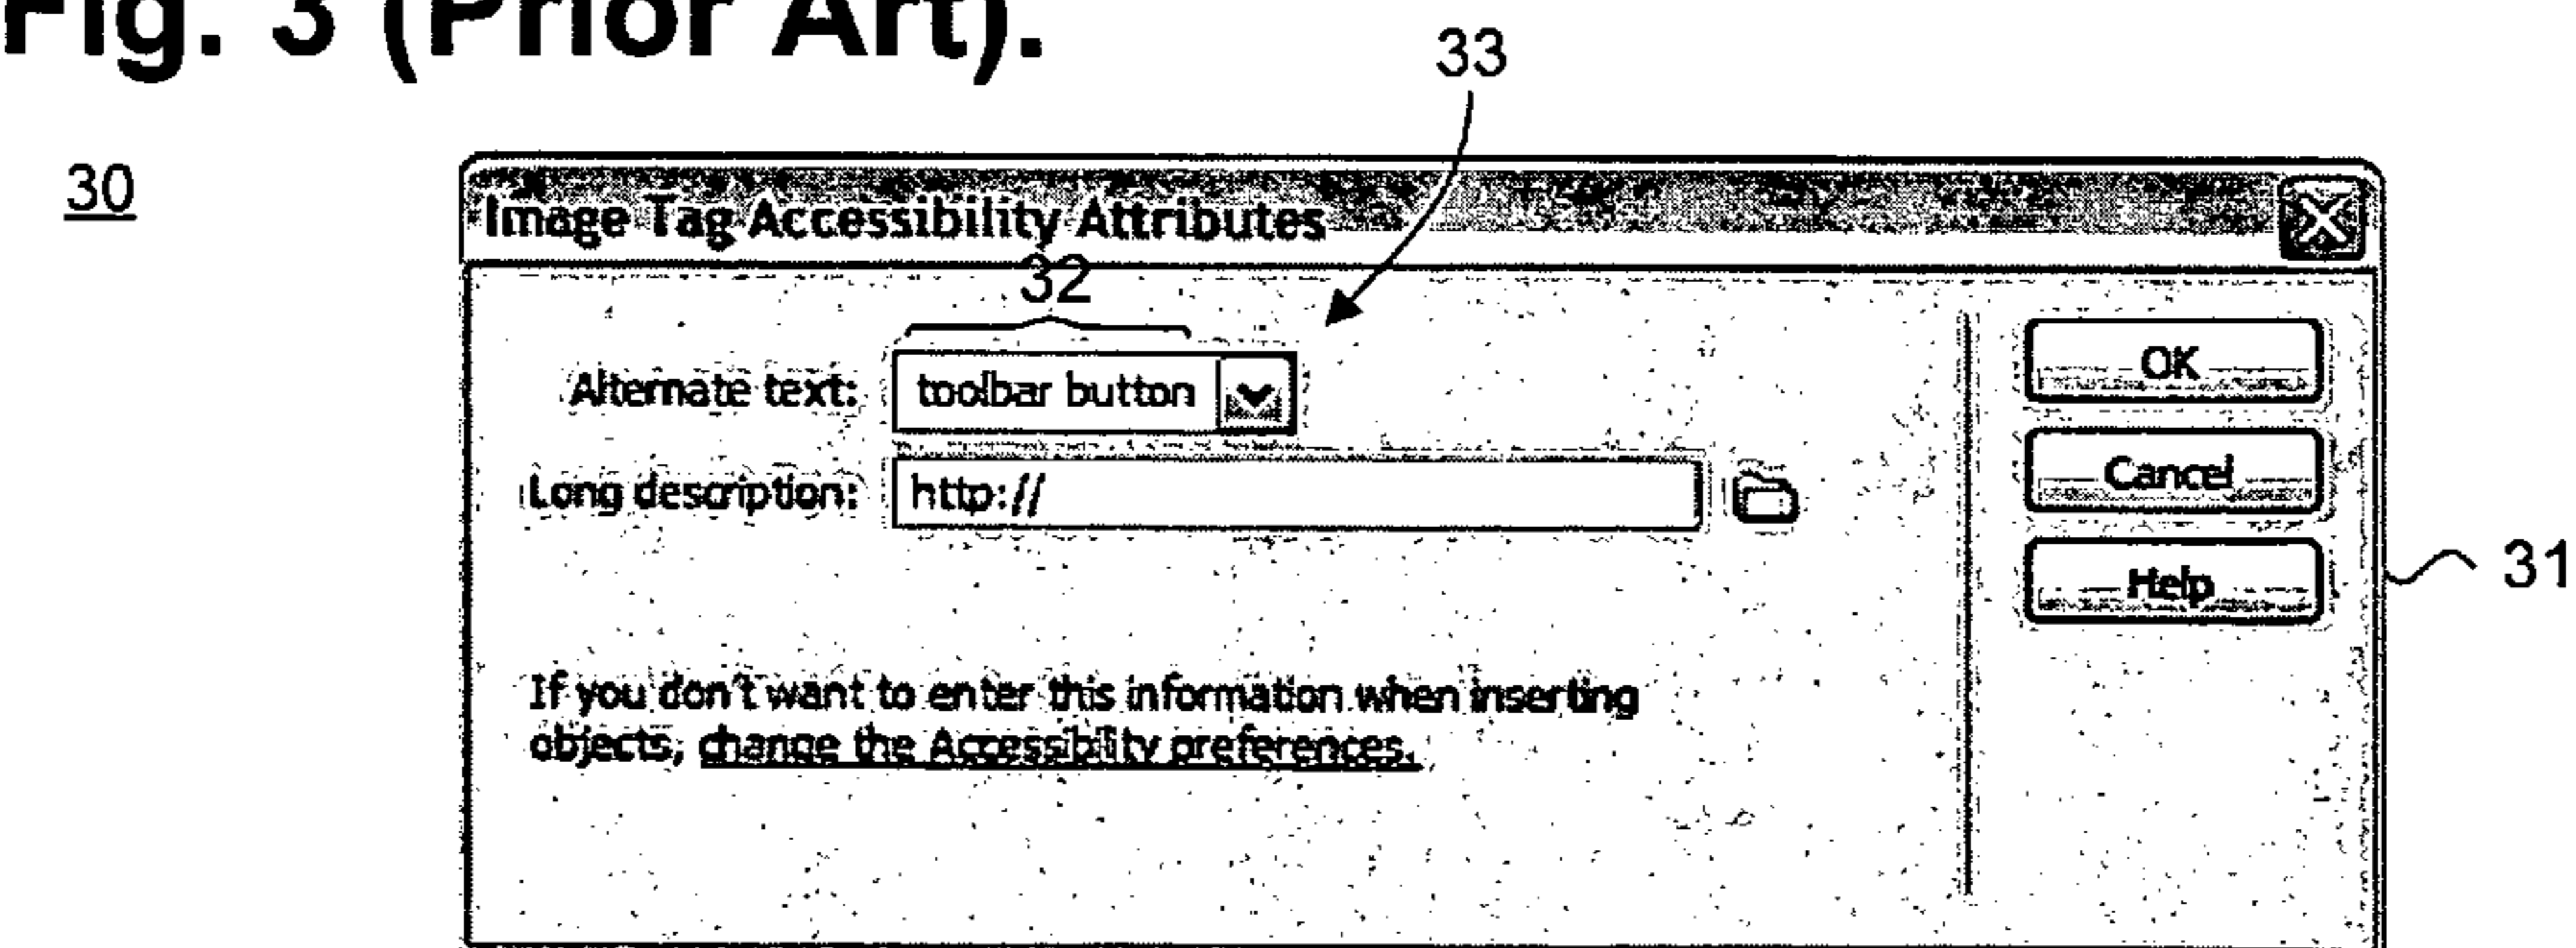 Fig. 3 (Prior Art).
33
30
Image Tag Accessibility Attributes
32
Alternate text: toolbar button
OK
Long description: http://
Cancel
Help
31
If you don't want to enter this information when inserting
objects, change the Accessibility preferences.